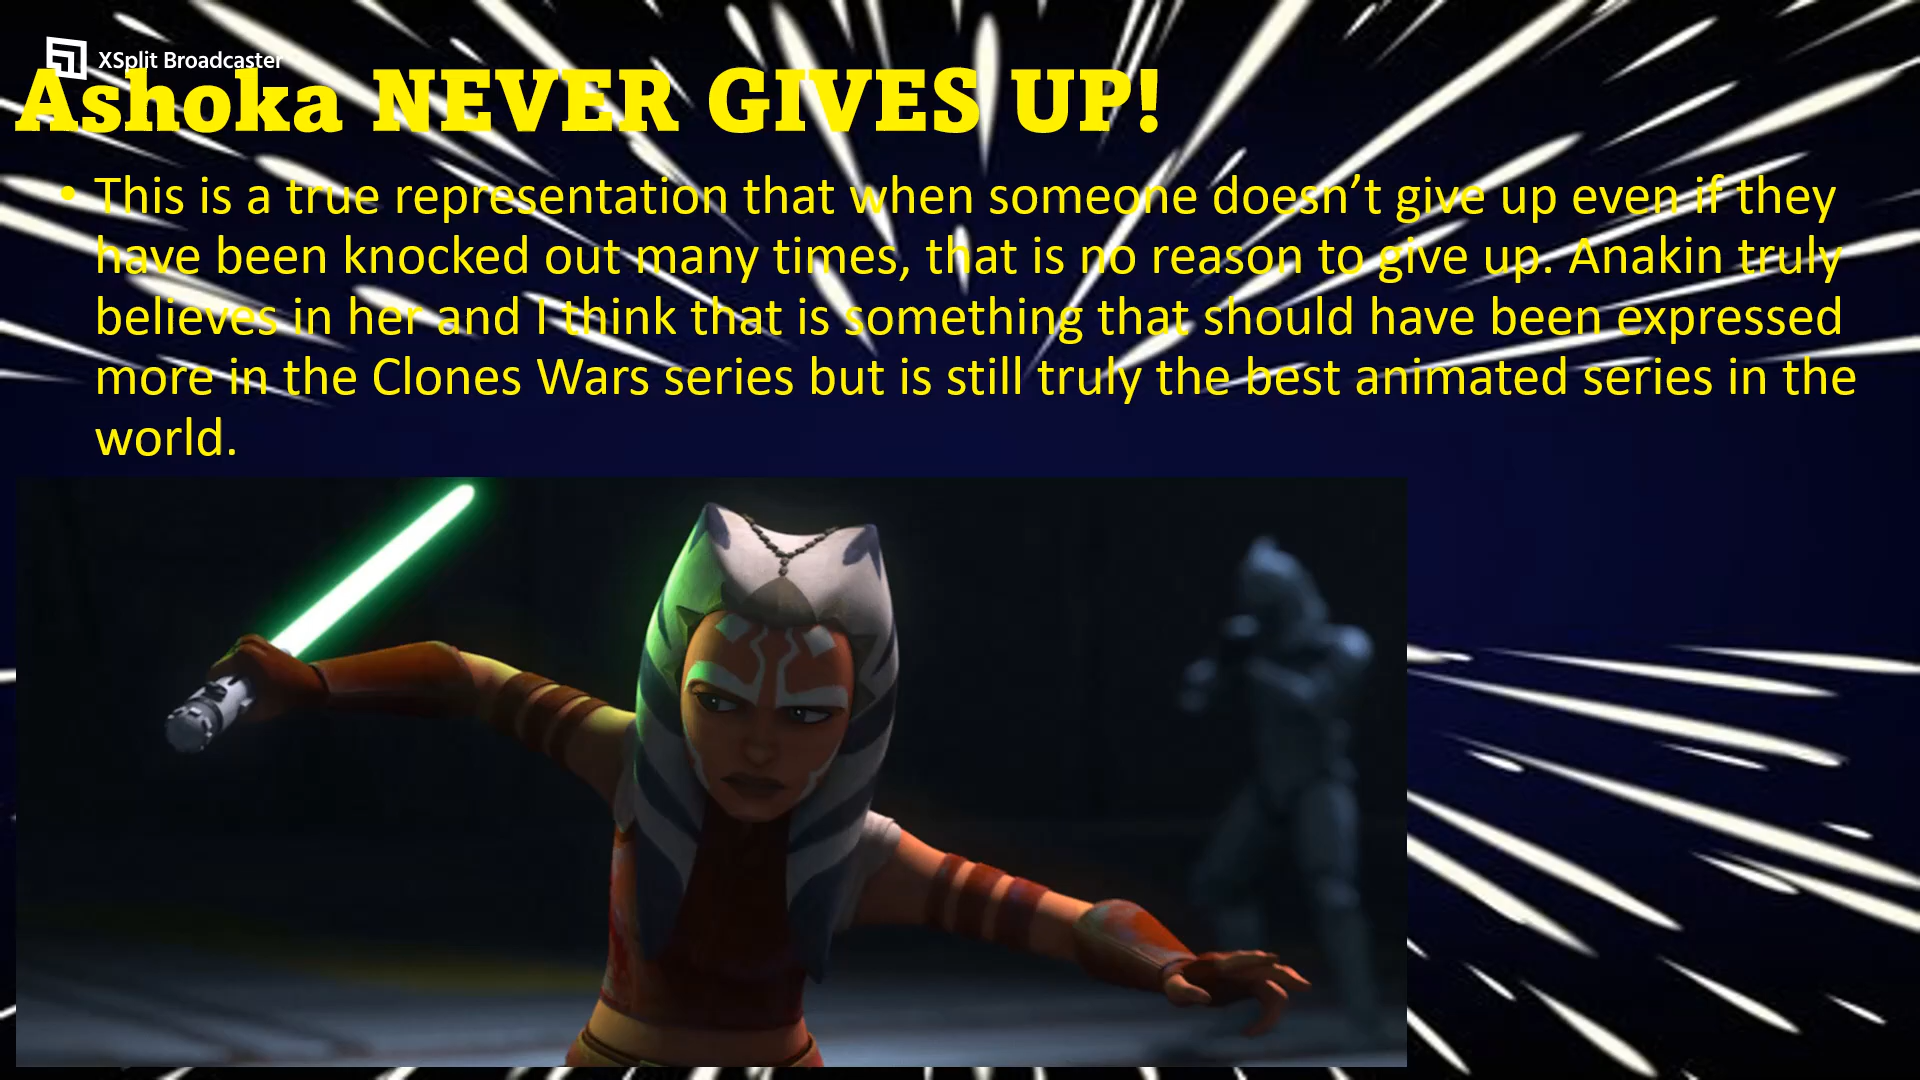 XSplit Broadcaster
Ashoka NEVER GIVES UP!
• This is a true representation that when someone doesn’t give up even if they
have been knocked out many times, that is no reason to give up. Anakin truly
believes in her and I think that is something that should have been expressed
more in the Clones Wars series but is still truly the best animated series in the
world.